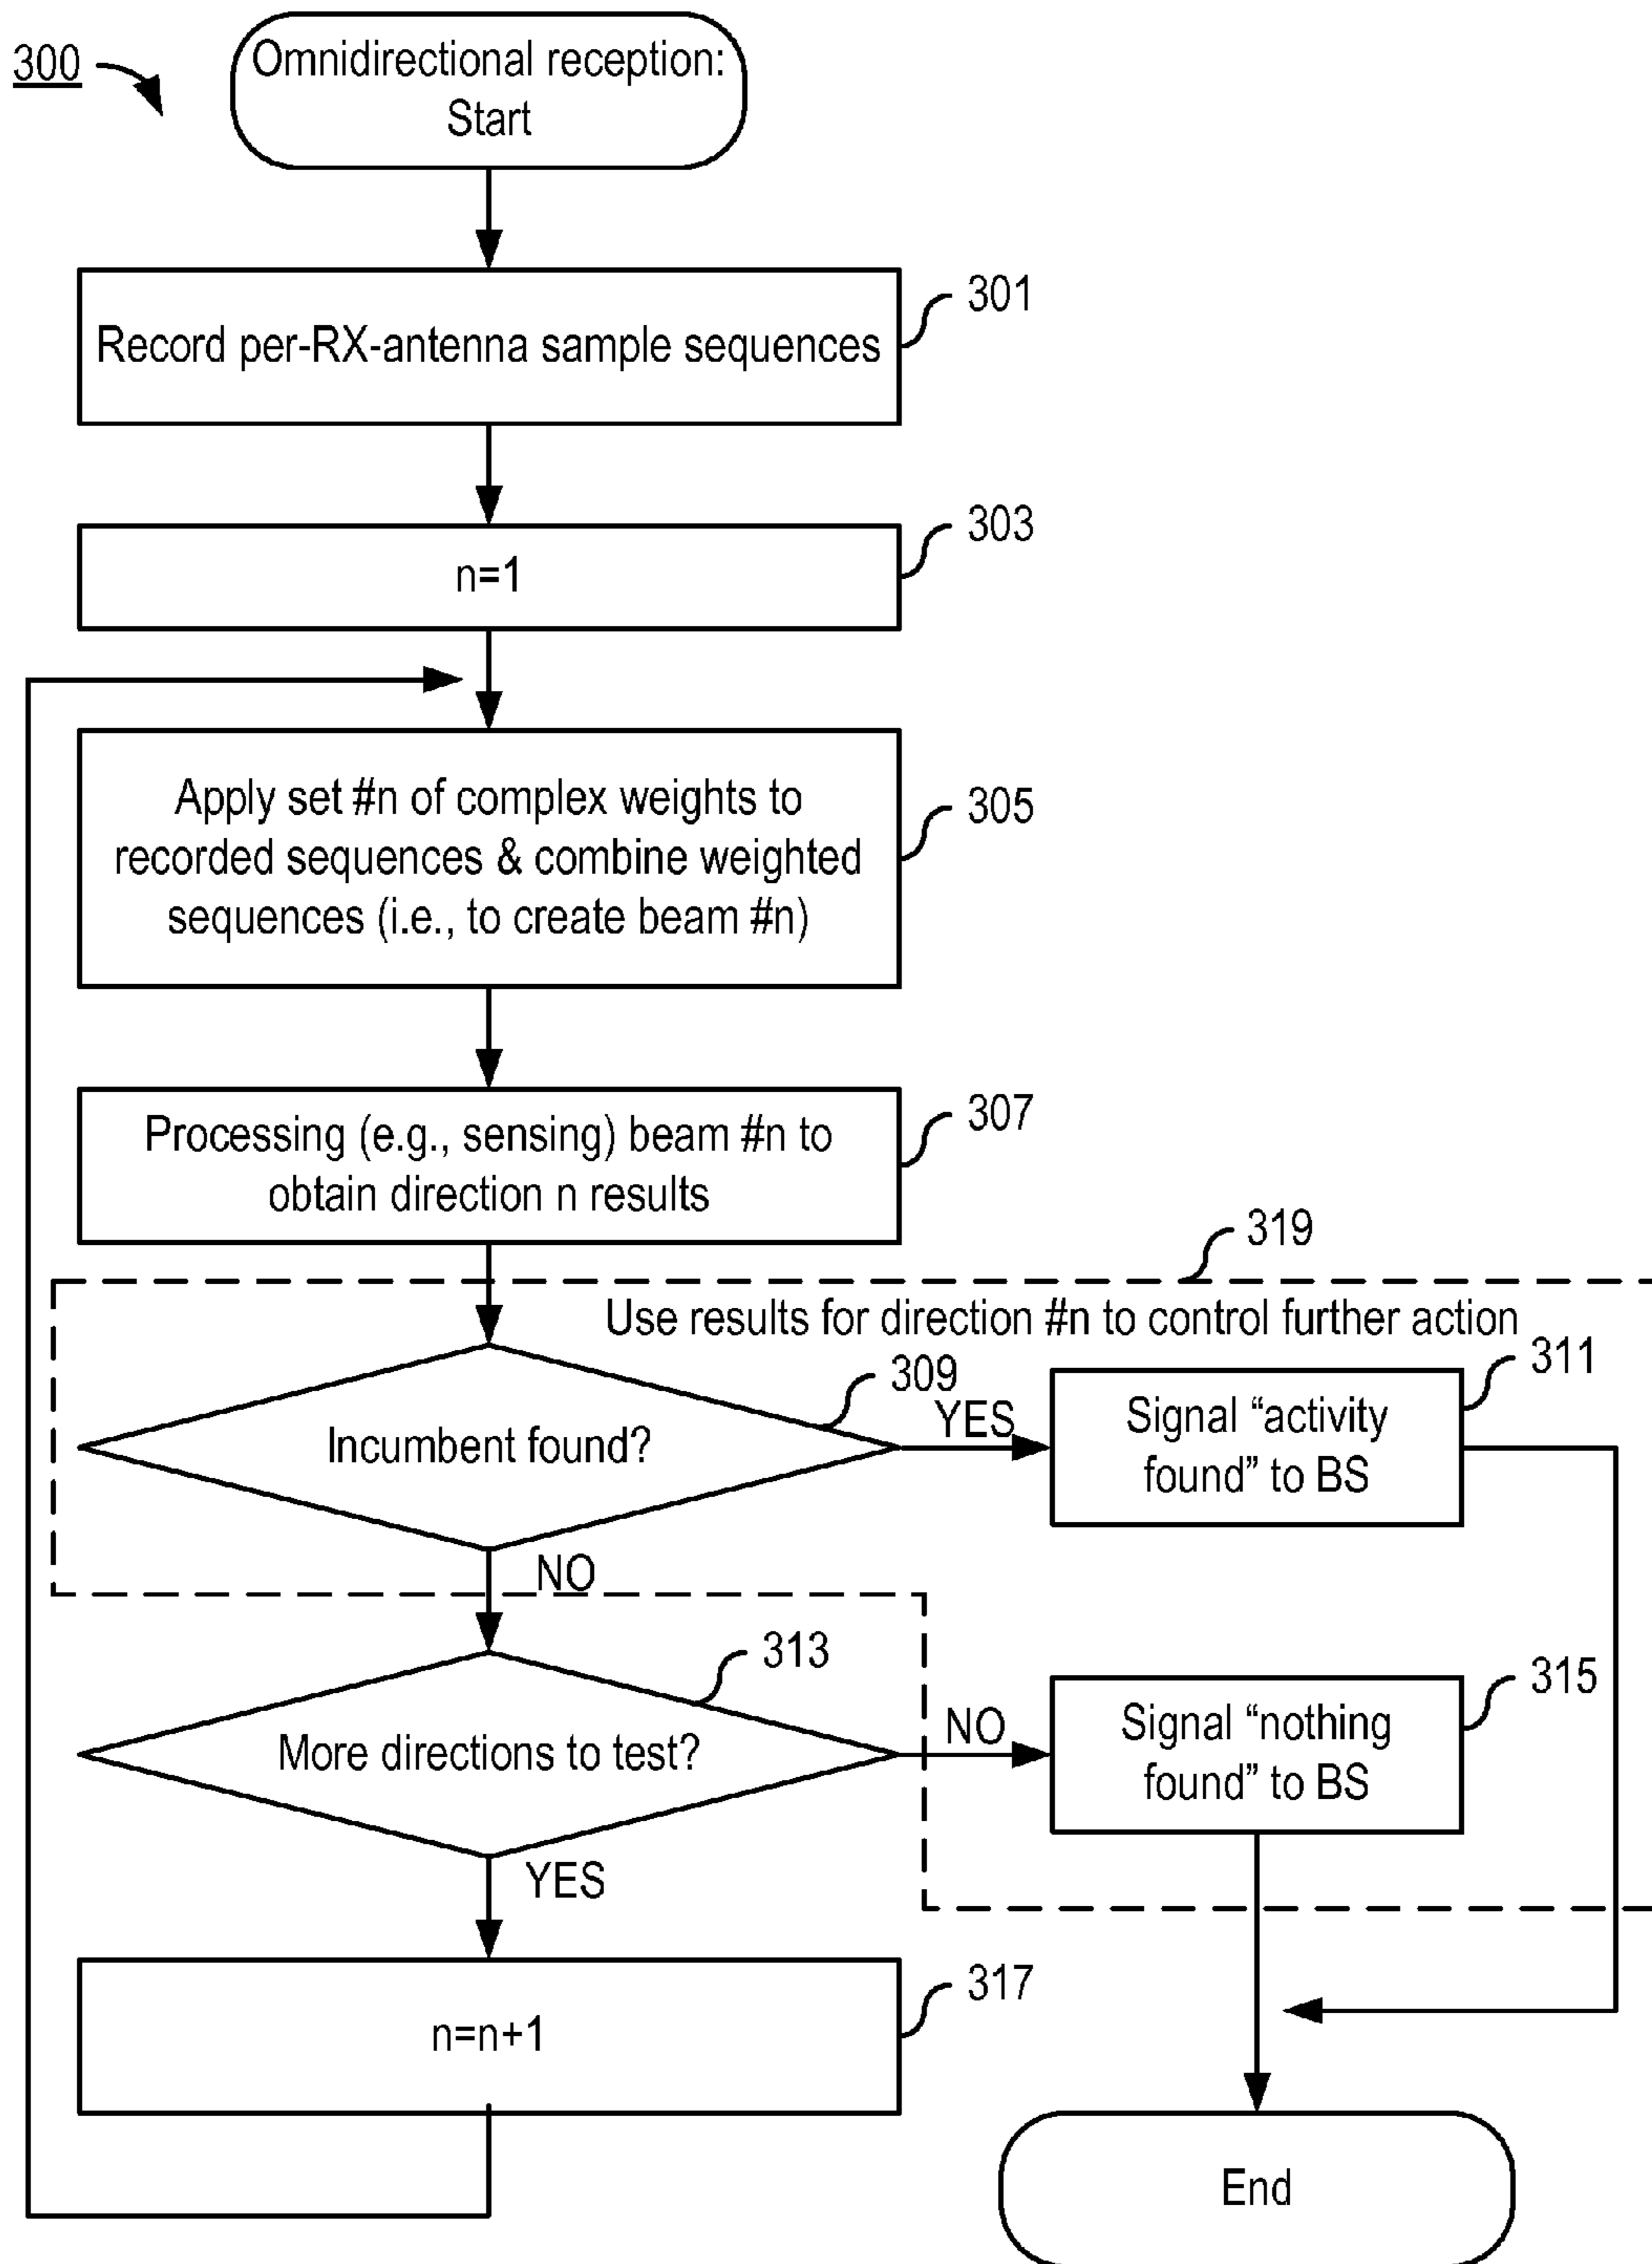 300
Omnidirectional reception:
Start
301
Record per-RX-antenna sample sequences
303
n=1
Apply set #n of complex weights to
recorded sequences & combine weighted
sequences (i.e., to create beam #n)
305
Processing (e.g., sensing) beam #n to
obtain direction n results
307
319
Use results for direction #n to control further action
309
Incumbent found?
YES
311
Signal “activity
found” to BS
NO
313
More directions to test?
NO
315
Signal “nothing
found” to BS
YES
317
n=n+1
End